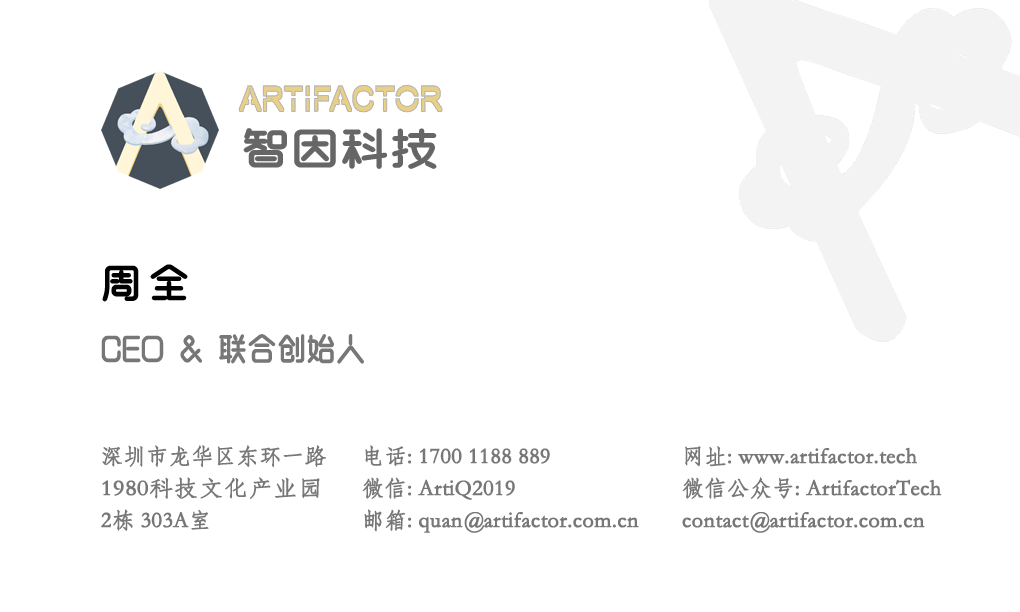 ARTIFACTOR
智因科技
周全
CEO & 联合创始人
深圳市龙华区东环一路
1980科技文化产业园
2栋 303A室
电话: 1700 1188 889
微信: ArtiQ2019
邮箱: quan@artifactor.com.cn
网址: www.artifactor.tech
微信公众号: ArtifactorTech
contact@artifactor.com.cn